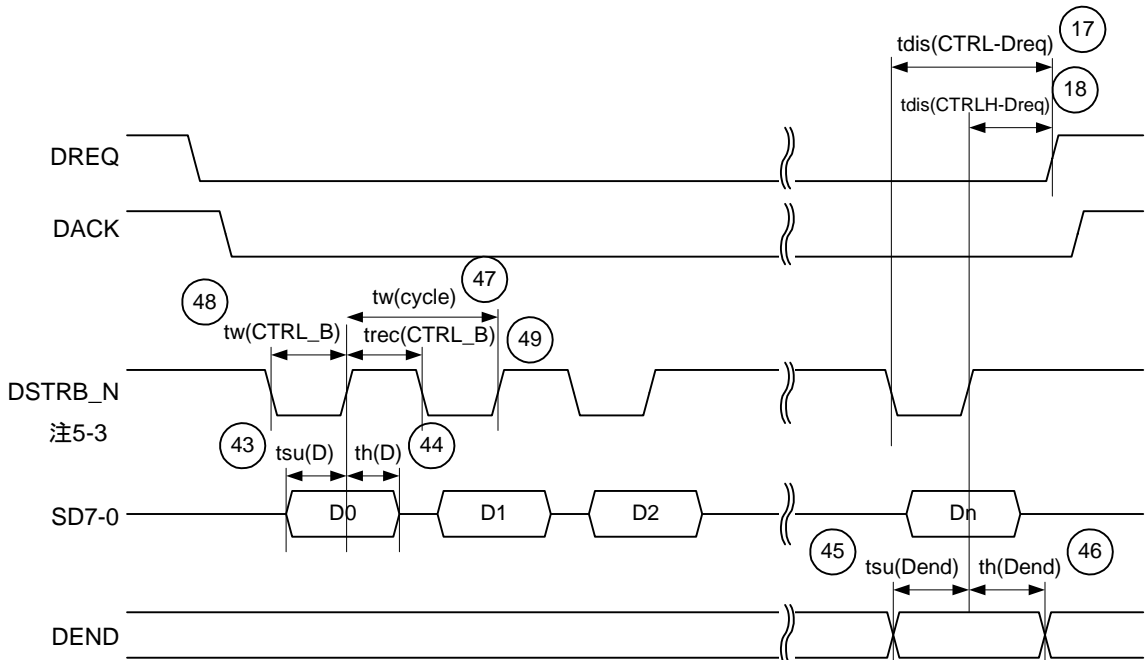 17
tdis(CTRL-Dreq)
18
tdis(CTRLH-Dreq)
DREQ
DACK
47
48
tw(cycle)
tw(CTRL_B)
trec(CTRL_B)
49
DSTRB_N
注5-3
43
44
tsu(D)
th(D)
SD7-0
D0
D1
D2
Dn
45
46
tsu(Dend)
th(Dend)
DEND